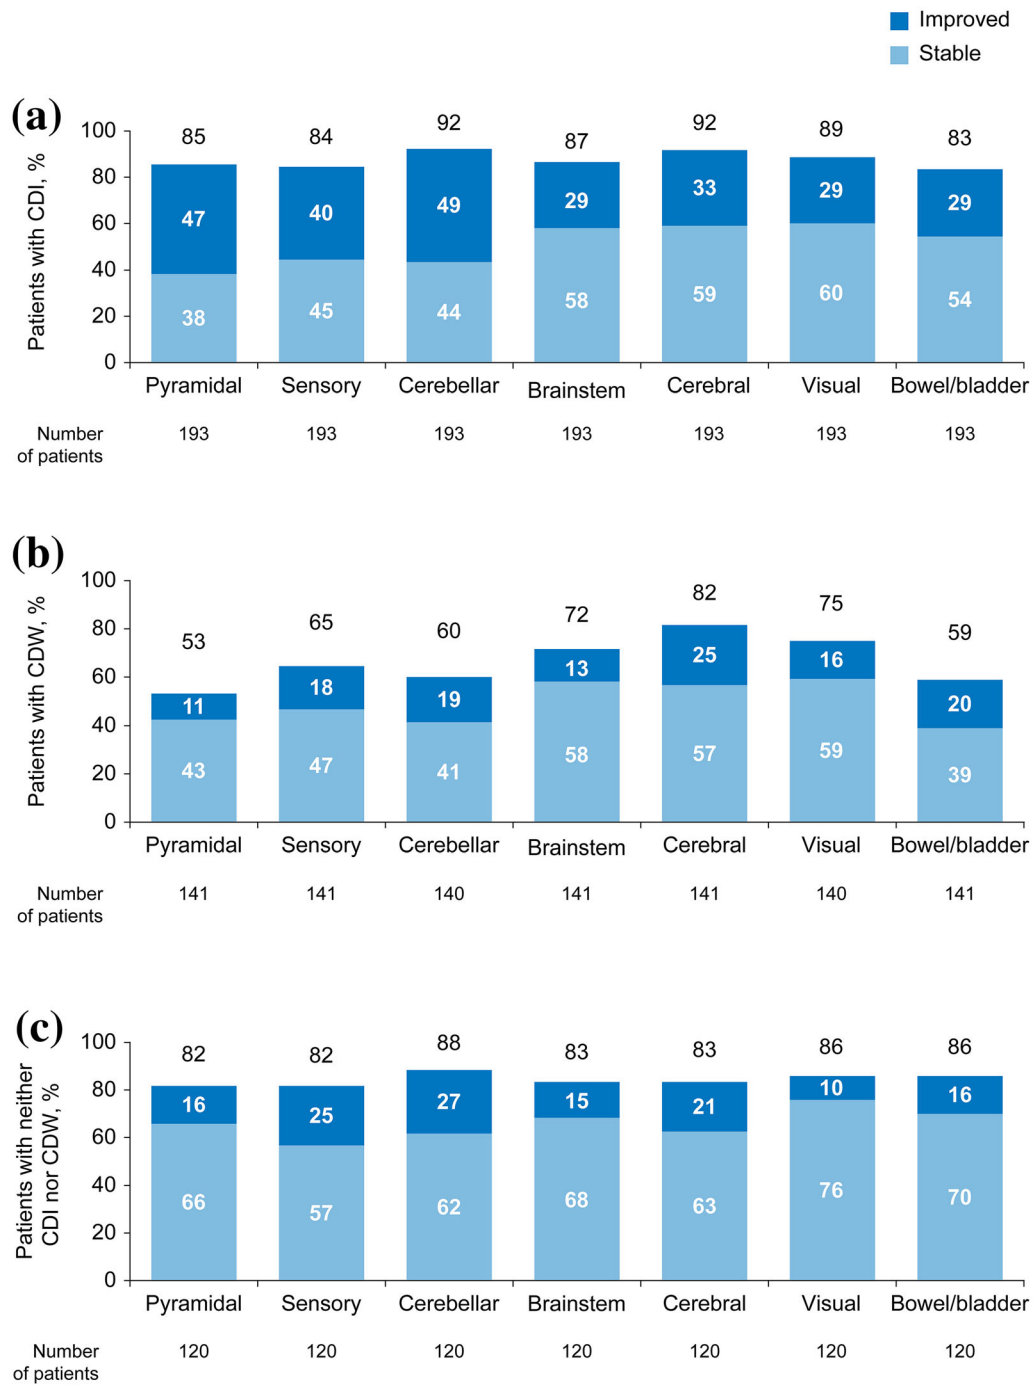 Improved
Stable
(a)
Patients with CDI, %
100
80
60
40
20
0
85 84 92 87 92 89 83
47 40 49 29 33 29 29
38 45 44 58 59 60 54
Pyramidal Sensory Cerebellar Brainstem Cerebral Visual Bowel/bladder
Number
of patients
193 193 193 193 193 193 193
(b)
Patients with CDW, %
100
80
60
40
20
0
53 65 60 72 82 75 59
11 18 19 13 25 16 20
43 47 41 58 57 59 39
Pyramidal Sensory Cerebellar Brainstem Cerebral Visual Bowel/bladder
Number
of patients
141 141 140 141 141 140 141
(c)
Patients with neither
CDI nor CDW, %
100
80
60
40
20
0
82 82 88 83 83 86 86
16 25 27 15 21 10 16
66 57 62 68 63 76 70
Pyramidal Sensory Cerebellar Brainstem Cerebral Visual Bowel/bladder
Number
of patients
120 120 120 120 120 120 120